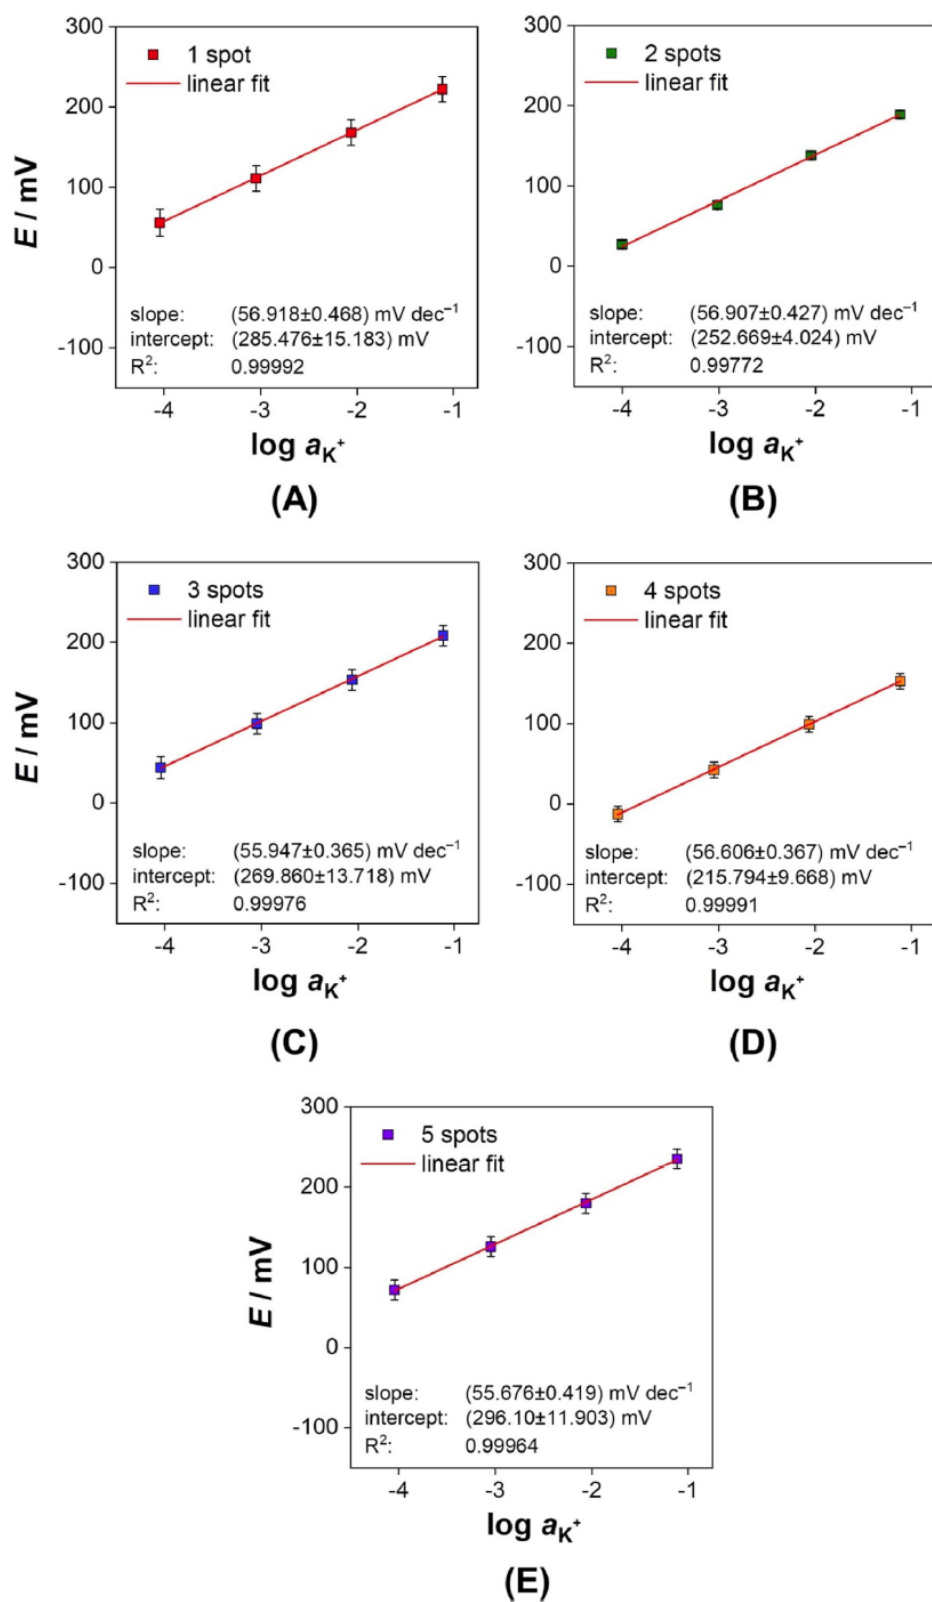 300
200
100
0
-100
E / mV
1 spot
linear fit
slope: (56.918±0.468) mV dec⁻¹
intercept: (285.476±15.183) mV
R²: 0.99992
-4 -3 -2 -1
log aK⁺
(A)
300
200
100
0
-100
2 spots
linear fit
slope: (56.907±0.427) mV dec⁻¹
intercept: (252.669±4.024) mV
R²: 0.99772
-4 -3 -2 -1
log aK⁺
(B)
300
200
100
0
-100
E / mV
3 spots
linear fit
slope: (55.947±0.365) mV dec⁻¹
intercept: (269.860±13.718) mV
R²: 0.99976
-4 -3 -2 -1
log aK⁺
(C)
300
200
100
0
-100
4 spots
linear fit
slope: (56.606±0.367) mV dec⁻¹
intercept: (215.794±9.668) mV
R²: 0.99991
-4 -3 -2 -1
log aK⁺
(D)
300
200
100
0
-100
E / mV
5 spots
linear fit
slope: (55.676±0.419) mV dec⁻¹
intercept: (296.10±11.903) mV
R²: 0.99964
-4 -3 -2 -1
log aK⁺
(E)